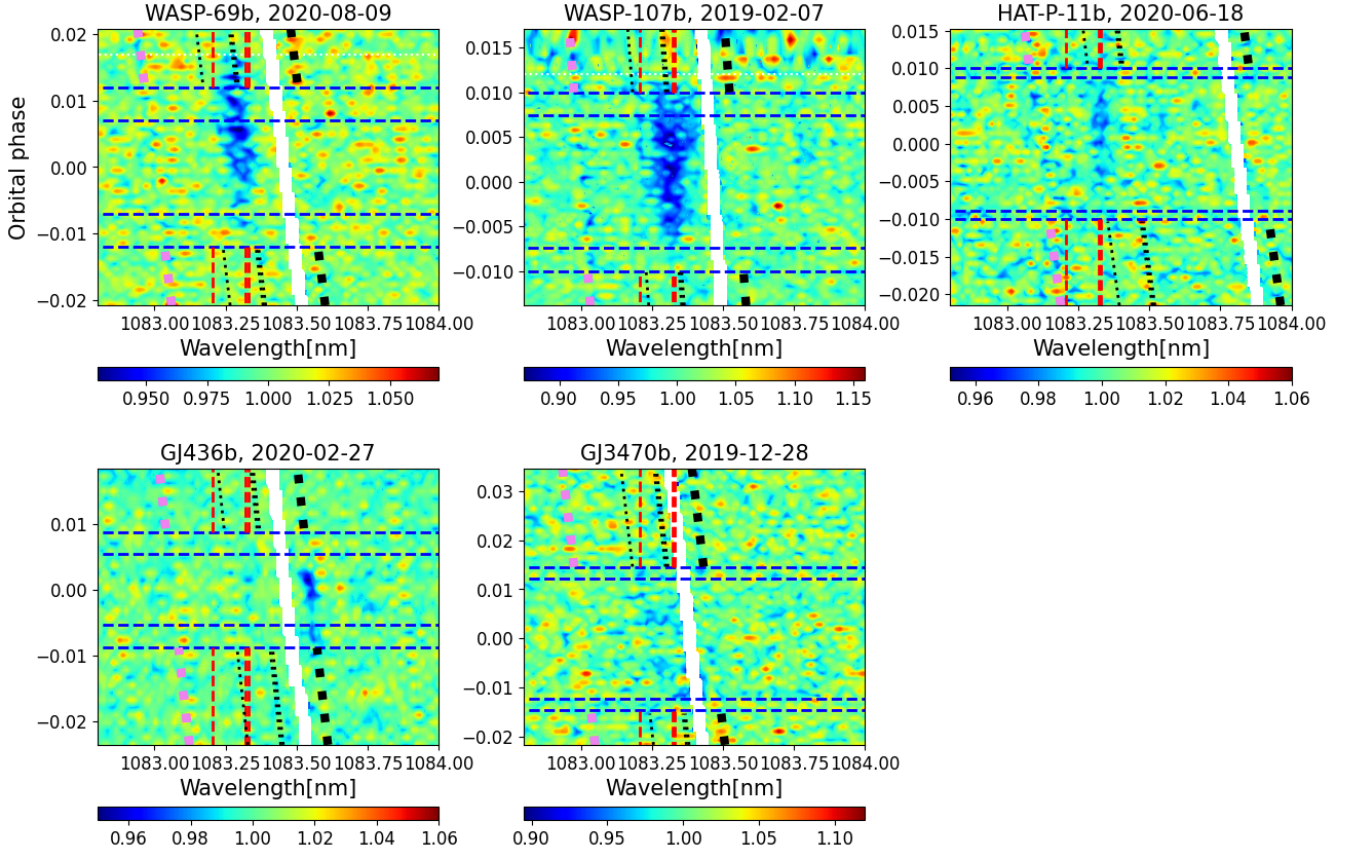 WASP-69b, 2020-08-09
0.02
0.01
0.00
−0.01
−0.02
Orbital phase
1083.00 1083.25 1083.50 1083.75 1084.00
Wavelength[nm]
0.950 0.975 1.000 1.025 1.050
WASP-107b, 2019-02-07
0.015
0.010
0.005
0.000
−0.005
−0.010
1083.00 1083.25 1083.50 1083.75 1084.00
Wavelength[nm]
0.90 0.95 1.00 1.05 1.10 1.15
HAT-P-11b, 2020-06-18
0.015
0.010
0.005
0.000
−0.005
−0.010
−0.015
−0.020
1083.00 1083.25 1083.50 1083.75 1084.00
Wavelength[nm]
0.96 0.98 1.00 1.02 1.04 1.06
GJ436b, 2020-02-27
0.01
0.00
−0.01
−0.02
1083.00 1083.25 1083.50 1083.75 1084.00
Wavelength[nm]
0.96 0.98 1.00 1.02 1.04 1.06
GJ3470b, 2019-12-28
0.03
0.02
0.01
0.00
−0.01
−0.02
1083.00 1083.25 1083.50 1083.75 1084.00
Wavelength[nm]
0.90 0.95 1.00 1.05 1.10